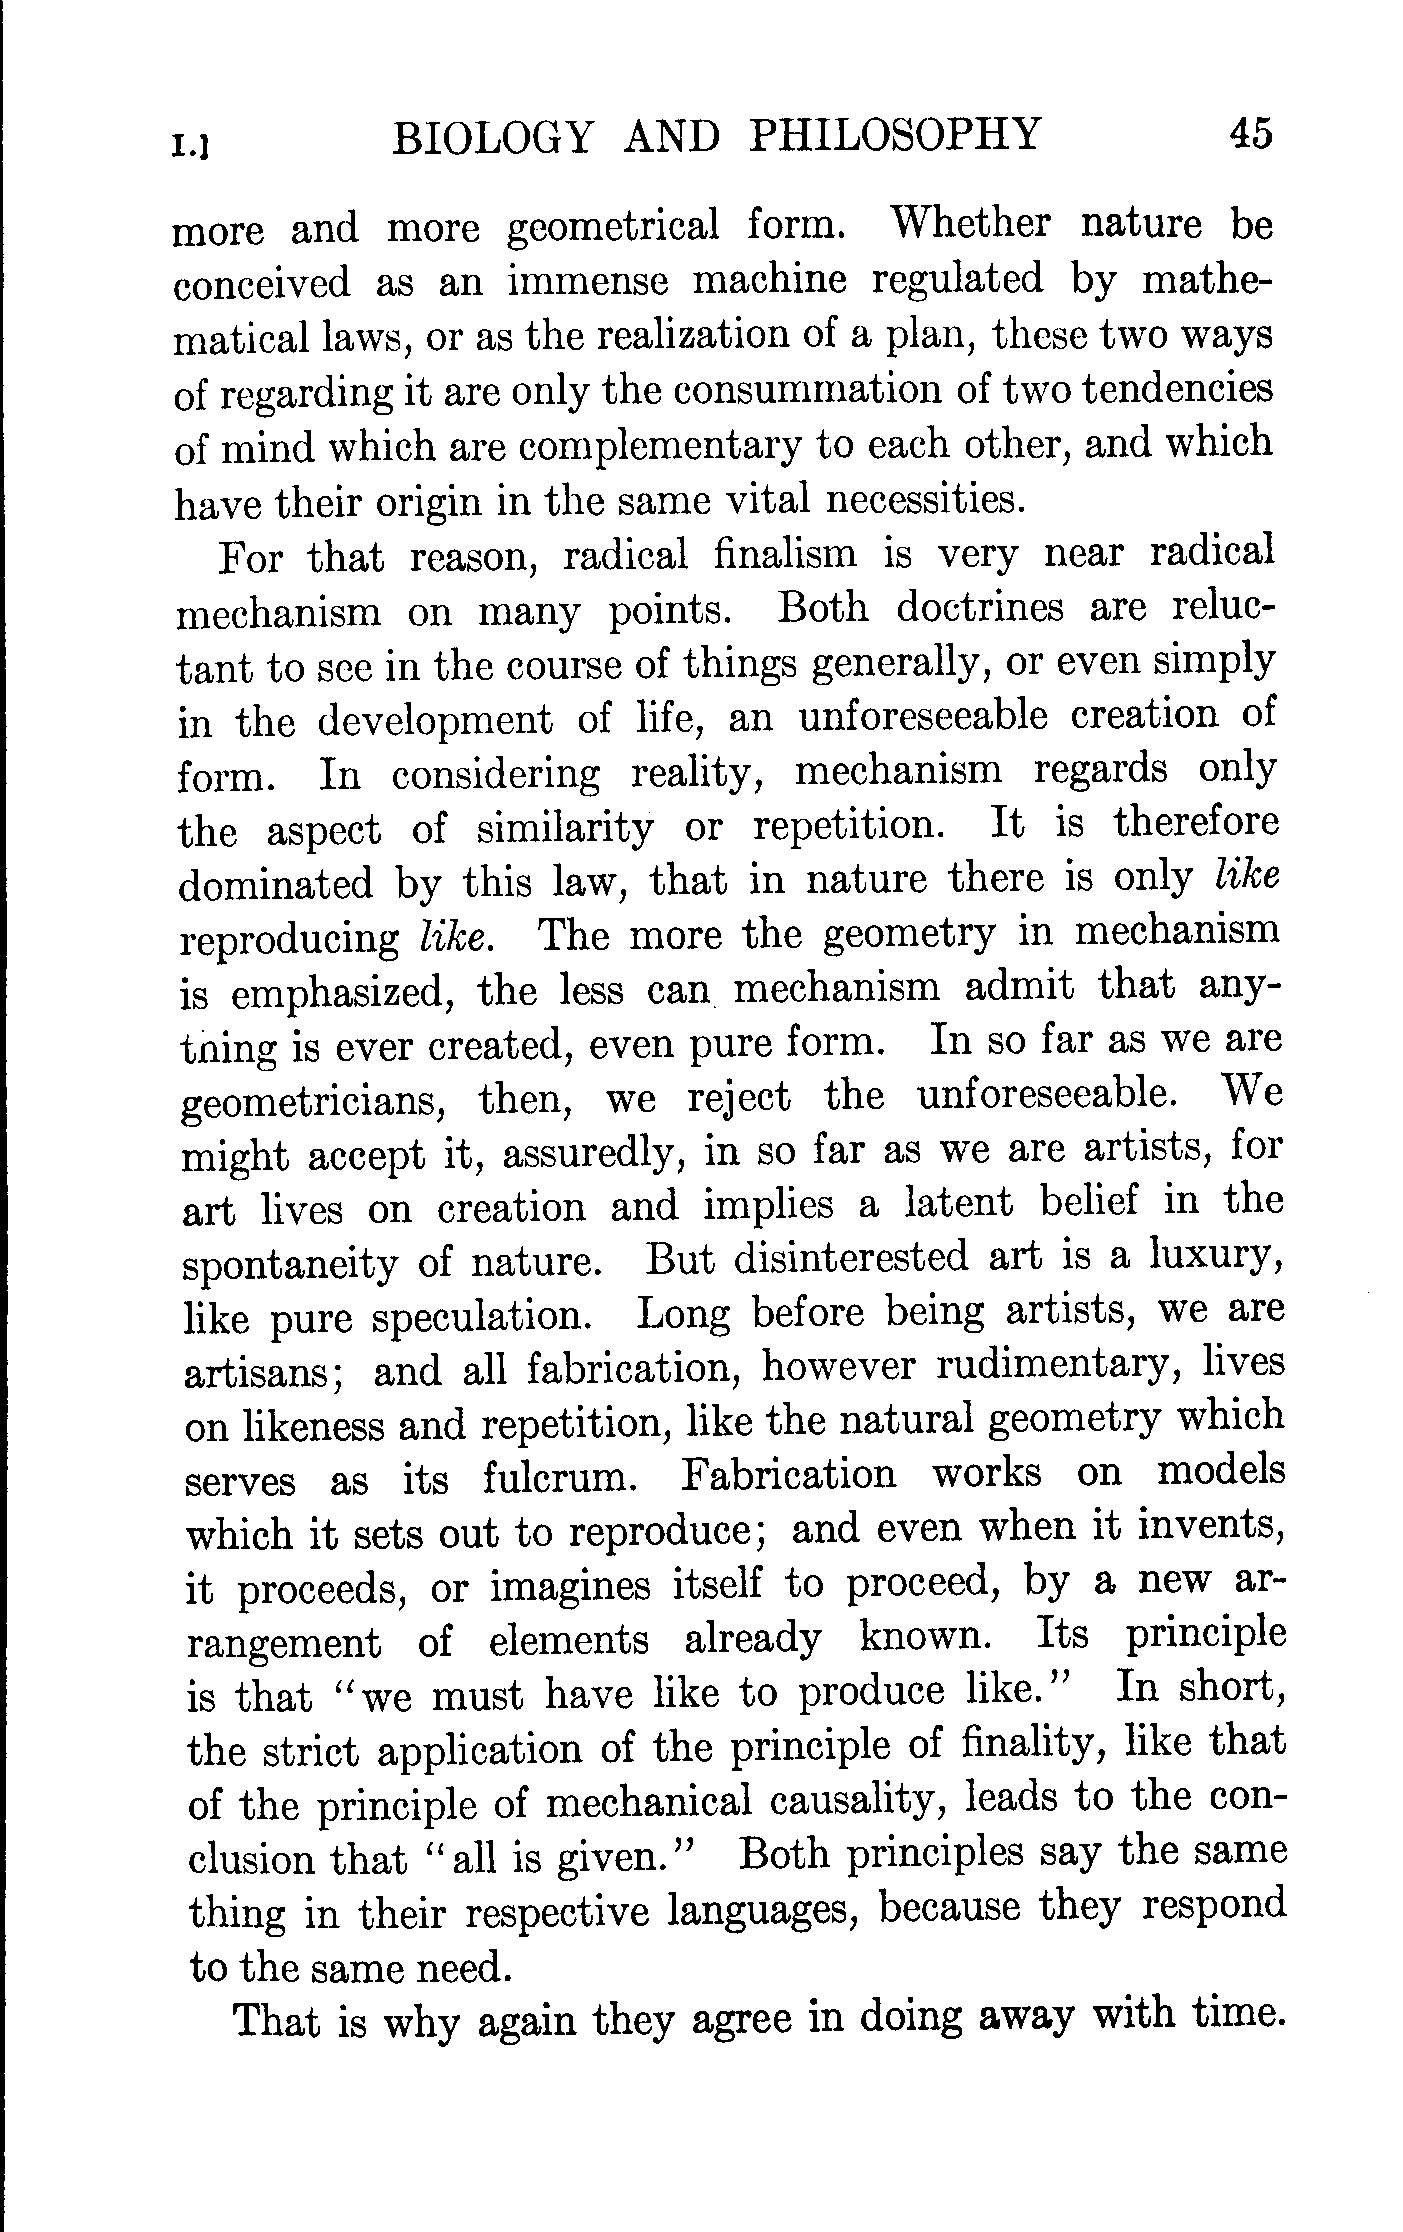 I.]   BIOLOGY AND PHILOSOPHY   45
more and more geometrical form. Whether nature be
conceived as an immense machine regulated by mathe-
matical laws, or as the realization of a plan, these two ways
of regarding it are only the consummation of two tendencies
of mind which are complementary to each other, and which
have their origin in the same vital necessities.
For that reason, radical finalism is very near radical
mechanism on many points. Both doctrines are reluc-
tant to see in the course of things generally, or even simply
in the development of life, an unforeseeable creation of
form. In considering reality, mechanism regards only
the aspect of similarity or repetition. It is therefore
dominated by this law, that in nature there is only like
reproducing like. The more the geometry in mechanism
is emphasized, the less can mechanism admit that any-
thing is ever created, even pure form. In so far as we are
geometricians, then, we reject the unforeseeable. We
might accept it, assuredly, in so far as we are artists, for
art lives on creation and implies a latent belief in the
spontaneity of nature. But disinterested art is a luxury,
like pure speculation. Long before being artists, we are
artisans; and all fabrication, however rudimentary, lives
on likeness and repetition, like the natural geometry which
serves as its fulcrum. Fabrication works on models
which it sets out to reproduce; and even when it invents,
it proceeds, or imagines itself to proceed, by a new ar-
rangement of elements already known. Its principle
is that "we must have like to produce like." In short,
the strict application of the principle of finality, like that
of the principle of mechanical causality, leads to the con-
clusion that "all is given." Both principles say the same
thing in their respective languages, because they respond
to the same need.
That is why again they agree in doing away with time.